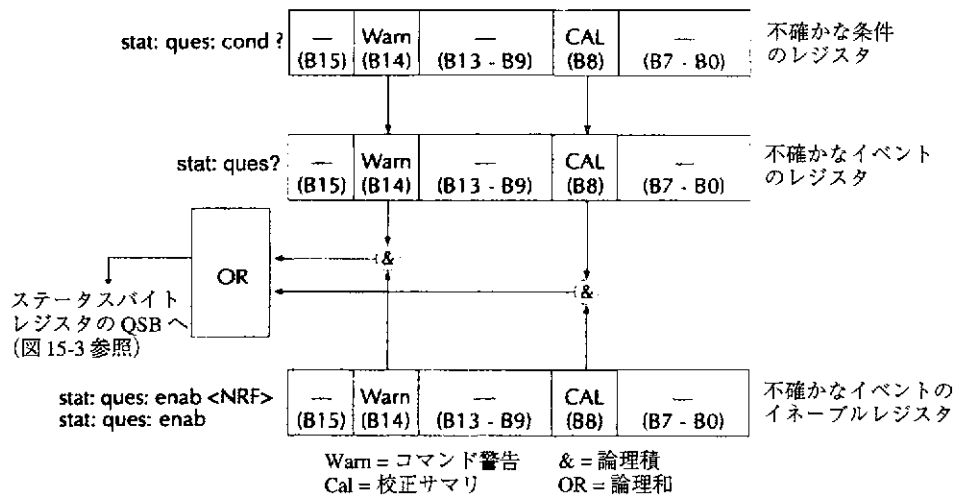 stat: ques: cond ?
— Warn — CAL —
(B15) (B14) (B13 - B9) (B8) (B7 - B0)
不確かな条件
のレジスタ
stat: ques?
— Warn — CAL —
(B15) (B14) (B13 - B9) (B8) (B7 - B0)
不確かなイベント
のレジスタ
&
OR
&
ステータスバイト
レジスタの QSB へ
(図 15-3 参照)
stat: ques: enab <NRF>
stat: ques: enab
— Warn — CAL —
(B15) (B14) (B13 - B9) (B8) (B7 - B0)
不確かなイベントの
イネーブルレジスタ
Warn = コマンド警告 & = 論理積
Cal = 校正サマリ OR = 論理和